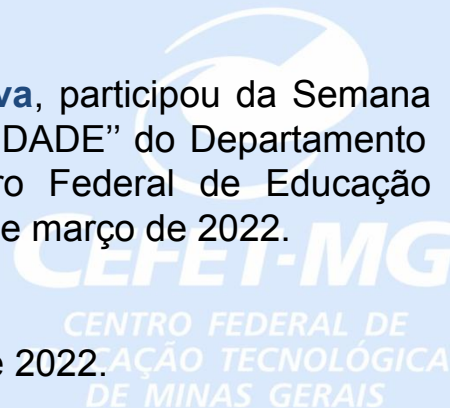 va, participou da Semana
DADE’’ do Departamento
ro Federal de Educação
e março de 2022.
CEFET-MG
CENTRO FEDERAL DE
EDUCAÇÃO TECNOLÓGICA
DE MINAS GERAIS
e 2022.